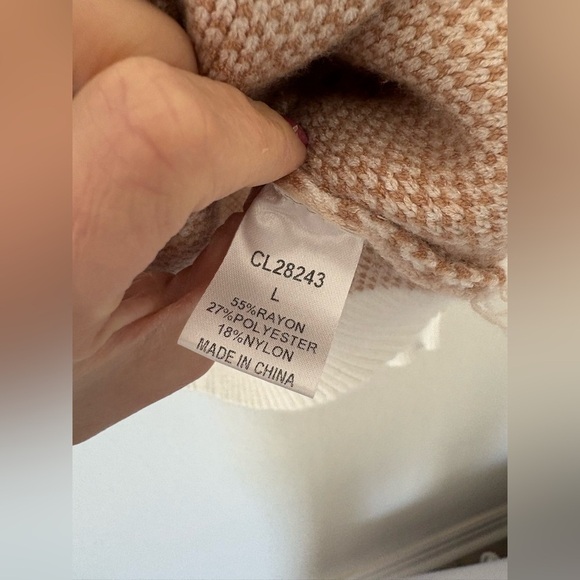 CL28243
L
55%RAYON
27%POLYESTER
18%NYLON
MADE IN CHINA